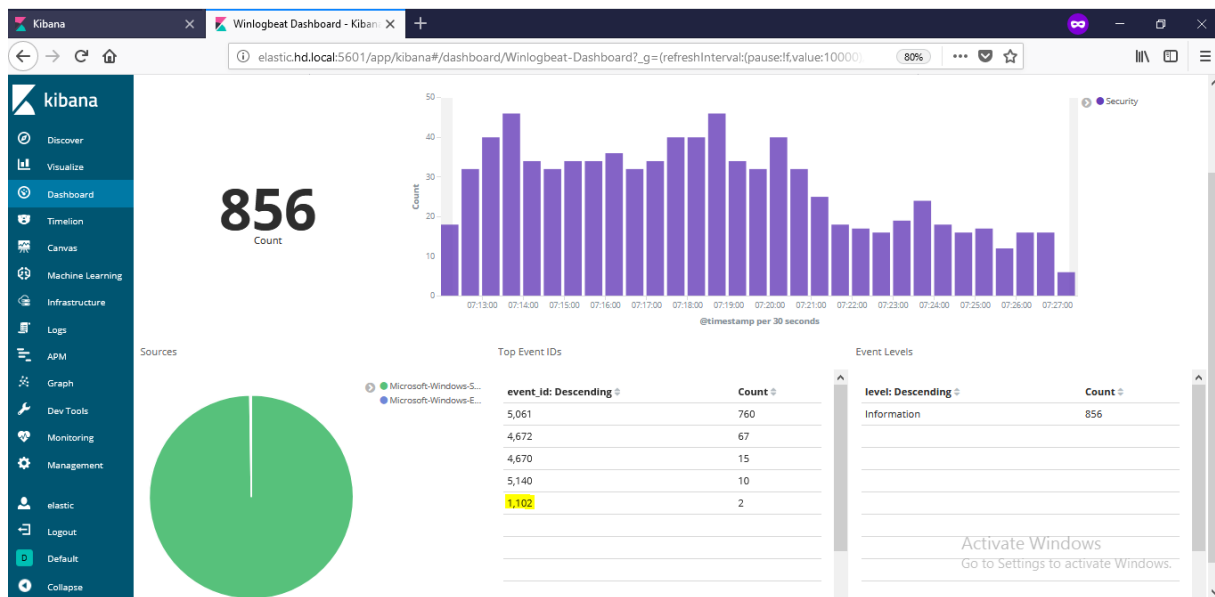 Kibana
Winlogbeat Dashboard - Kiban
elastic.hd.local:5601/app/kibana#/dashboard/Winlogbeat-Dashboard?_g=(refreshInterval:(pause:!f,value:10000)
80%
kibana
Discover
Visualize
Dashboard
Timelion
Canvas
Machine Learning
Infrastructure
Logs
APM
Graph
Dev Tools
Monitoring
Management
elastic
Logout
D Default
Collapse
856
Count
50
40
30
20
10
0
Count
07:13:00 07:14:00 07:15:00 07:16:00 07:17:00 07:18:00 07:19:00 07:20:00 07:21:00 07:22:00 07:23:00 07:24:00 07:25:00 07:26:00 07:27:00
@timestamp per 30 seconds
Security
Sources
Microsoft-Windows-S...
Microsoft-Windows-E...
Top Event IDs
event_id: Descending Count
5,061 760
4,672 67
4,670 15
5,140 10
1,102 2
Event Levels
level: Descending Count
Information 856
Activate Windows
Go to Settings to activate Windows.